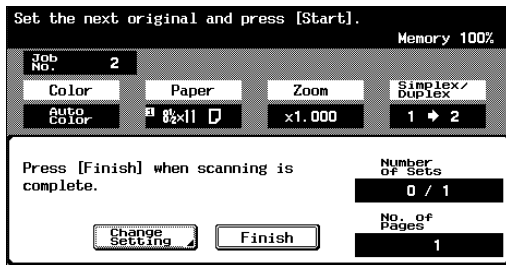 Set the next original and press [Start].
Memory 100%
Job No. 2
Color Paper Zoom Simplex/Duplex
Auto Color 1 8½×11 x1.000 1 ➔ 2
Press [Finish] when scanning is
complete.
Number of Sets
0 / 1
No. of Pages
1
Change Setting Finish